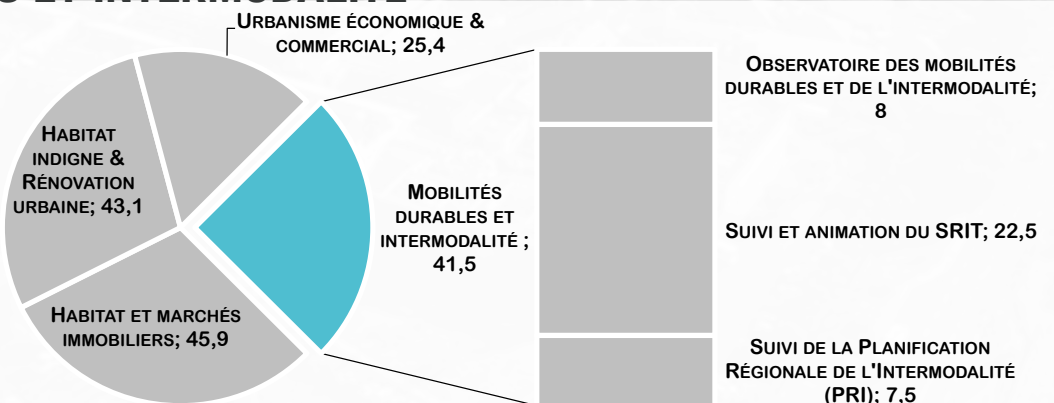 URBANISME ÉCONOMIQUE &
COMMERCIAL; 25,4
HABITAT
INDIGNE &
RÉNOVATION
URBAINE; 43,1
HABITAT ET MARCHÉS
IMMOBILIERS; 45,9
MOBILITÉS
DURABLES ET
INTERMODALITÉ ;
41,5
OBSERVATOIRE DES MOBILITÉS
DURABLES ET DE L'INTERMODALITÉ;
8
SUIVI ET ANIMATION DU SRIT; 22,5
SUIVI DE LA PLANIFICATION
RÉGIONALE DE L'INTERMODALITÉ
(PRI); 7,5